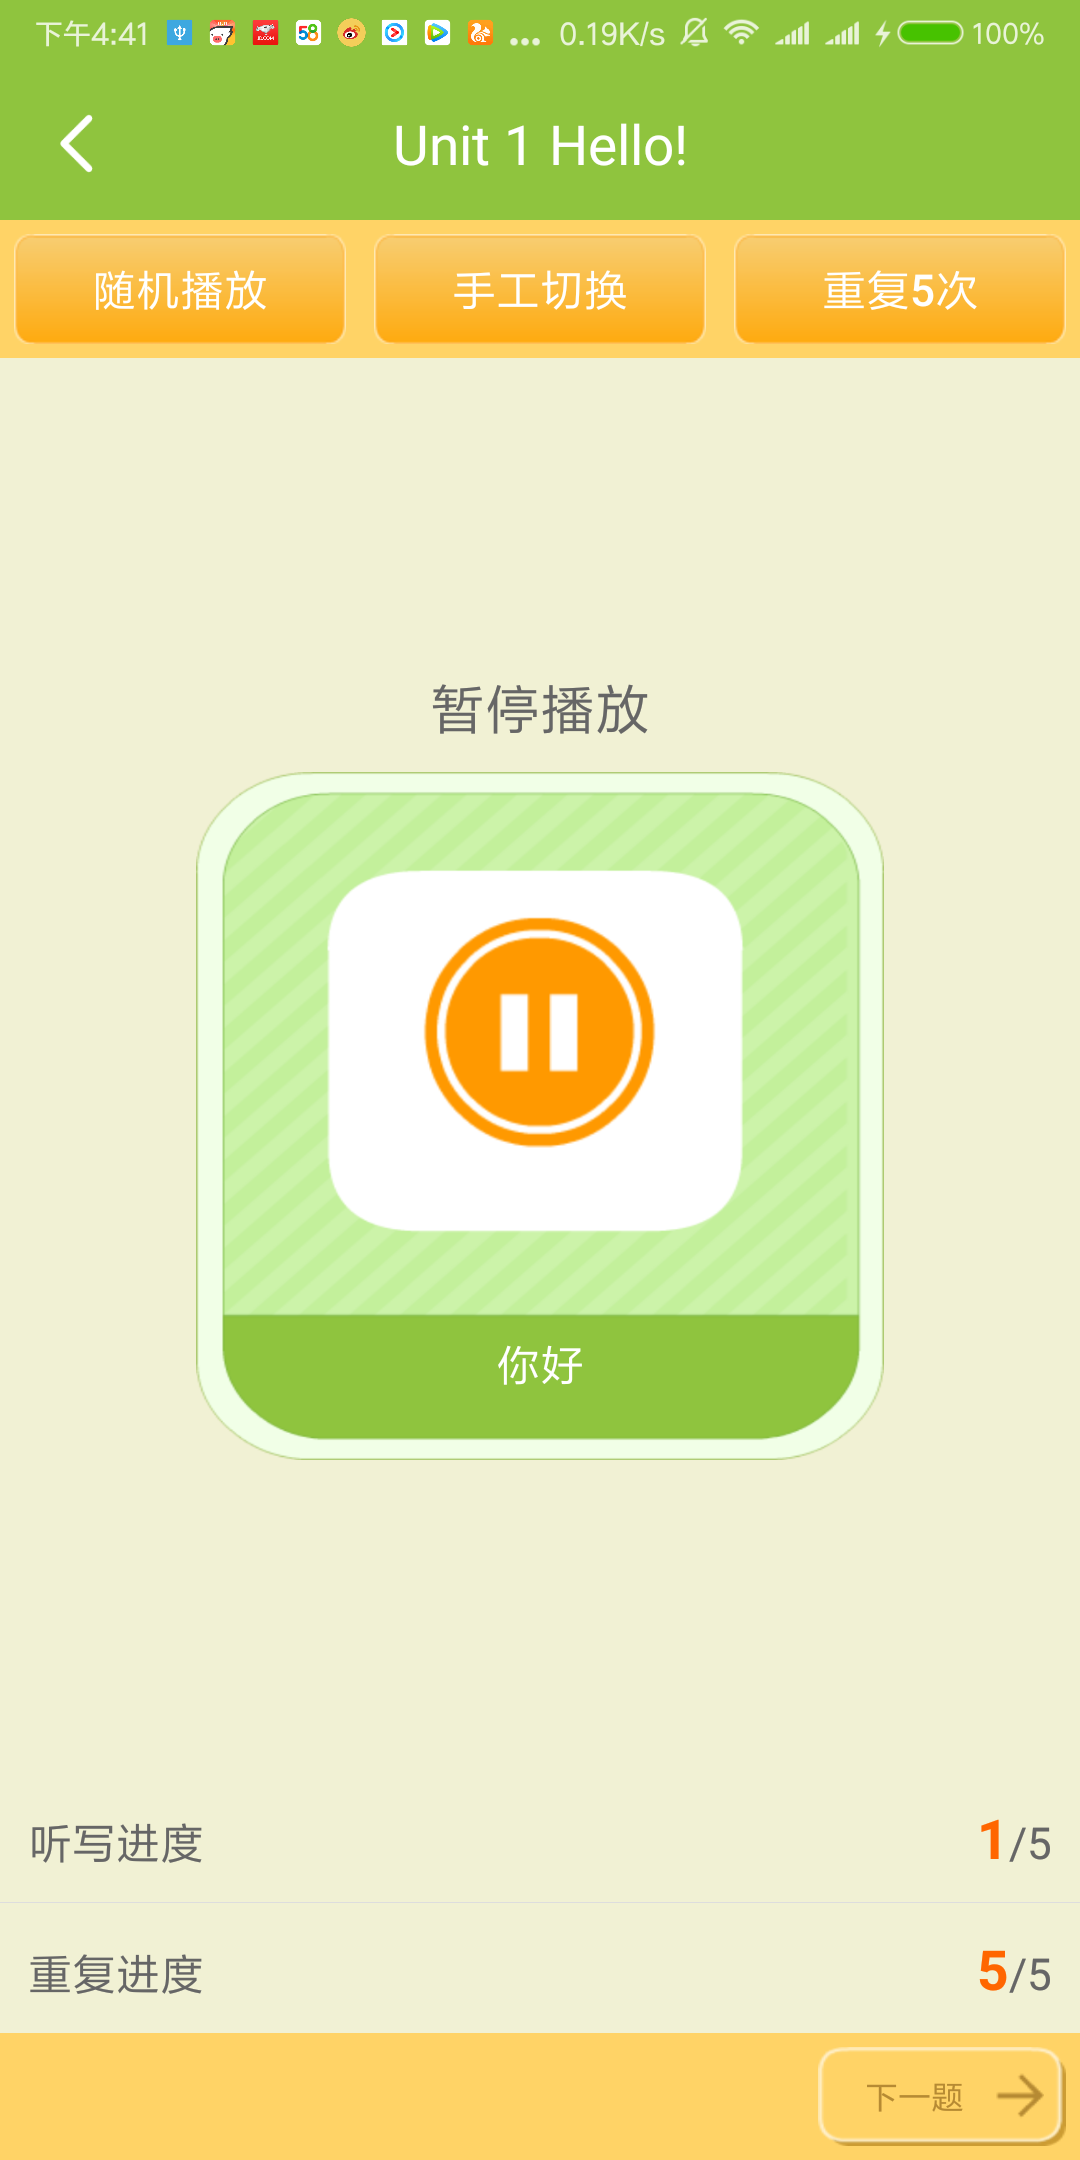 下午4:41 58 ... 0.19K/s 100%
Unit 1 Hello!
随机播放 手工切换 重复5次
暂停播放
你好
听写进度 1/5
重复进度 5/5
下一题